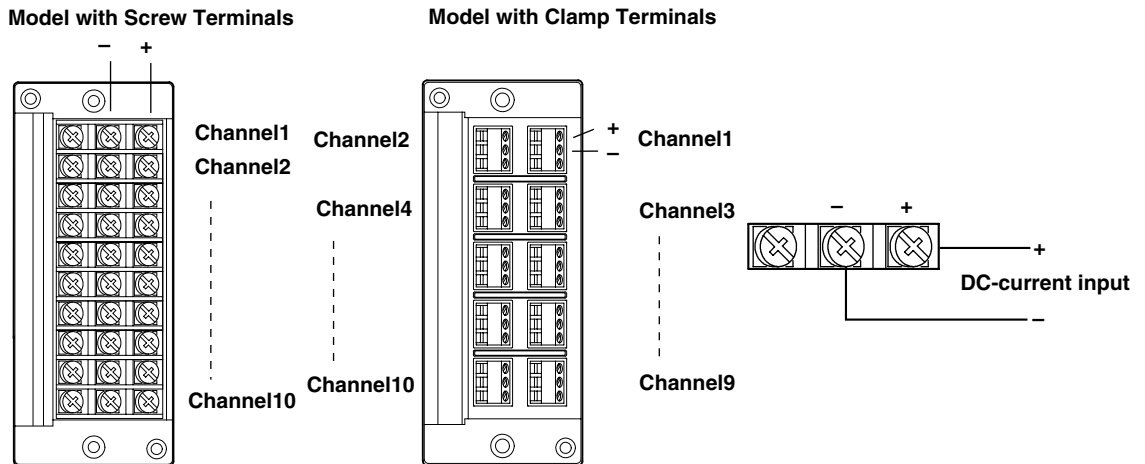 Model with Screw Terminals
− +
Channel1
Channel2
Channel10
Model with Clamp Terminals
Channel2
Channel4
Channel10
+
−
Channel1
Channel3
Channel9
− +
+
DC-current input
−